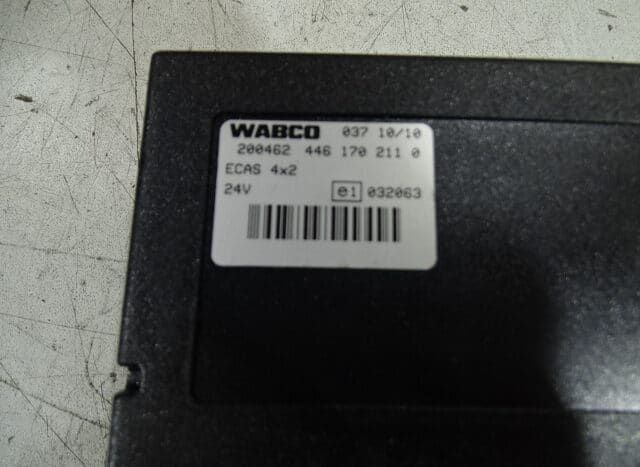 WABCO 037 10/10
200462 446 170 211 0
ECAS 4x2
24V e1 032063